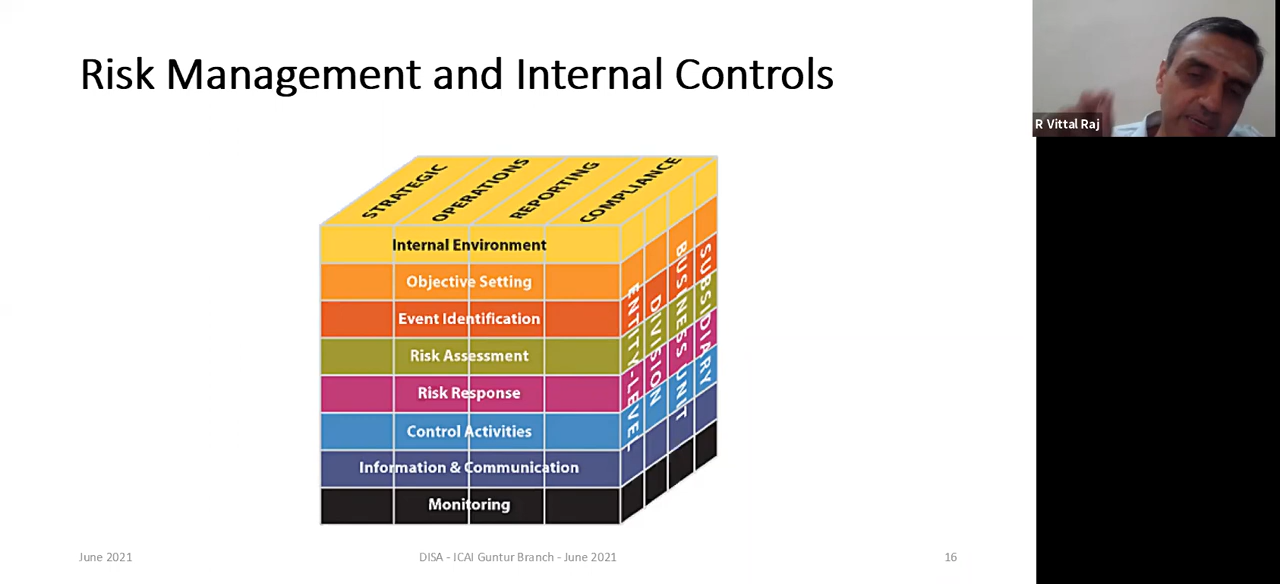 Risk Management and Internal Controls
R Vittal Raj
STRATEGIC
OPERATIONS
REPORTING
COMPLIANCE
Internal Environment
Objective Setting
Event Identification
Risk Assessment
Risk Response
Control Activities
Information & Communication
Monitoring
ENTITY-LEVEL
DIVISION
BUSINESS UNIT
SUBSIDIARY
June 2021
DISA - ICAI Guntur Branch - June 2021
16